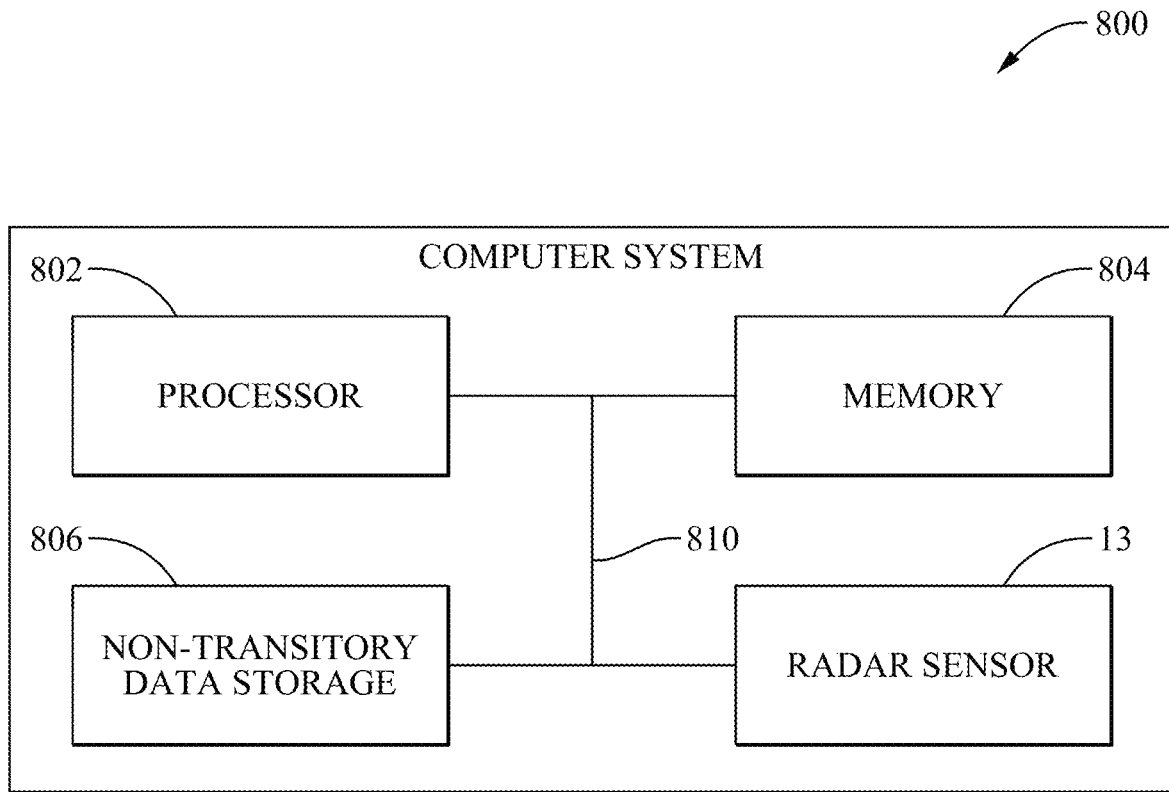 800
COMPUTER SYSTEM
802
804
PROCESSOR
MEMORY
806
810
13
NON-TRANSITORY
DATA STORAGE
RADAR SENSOR